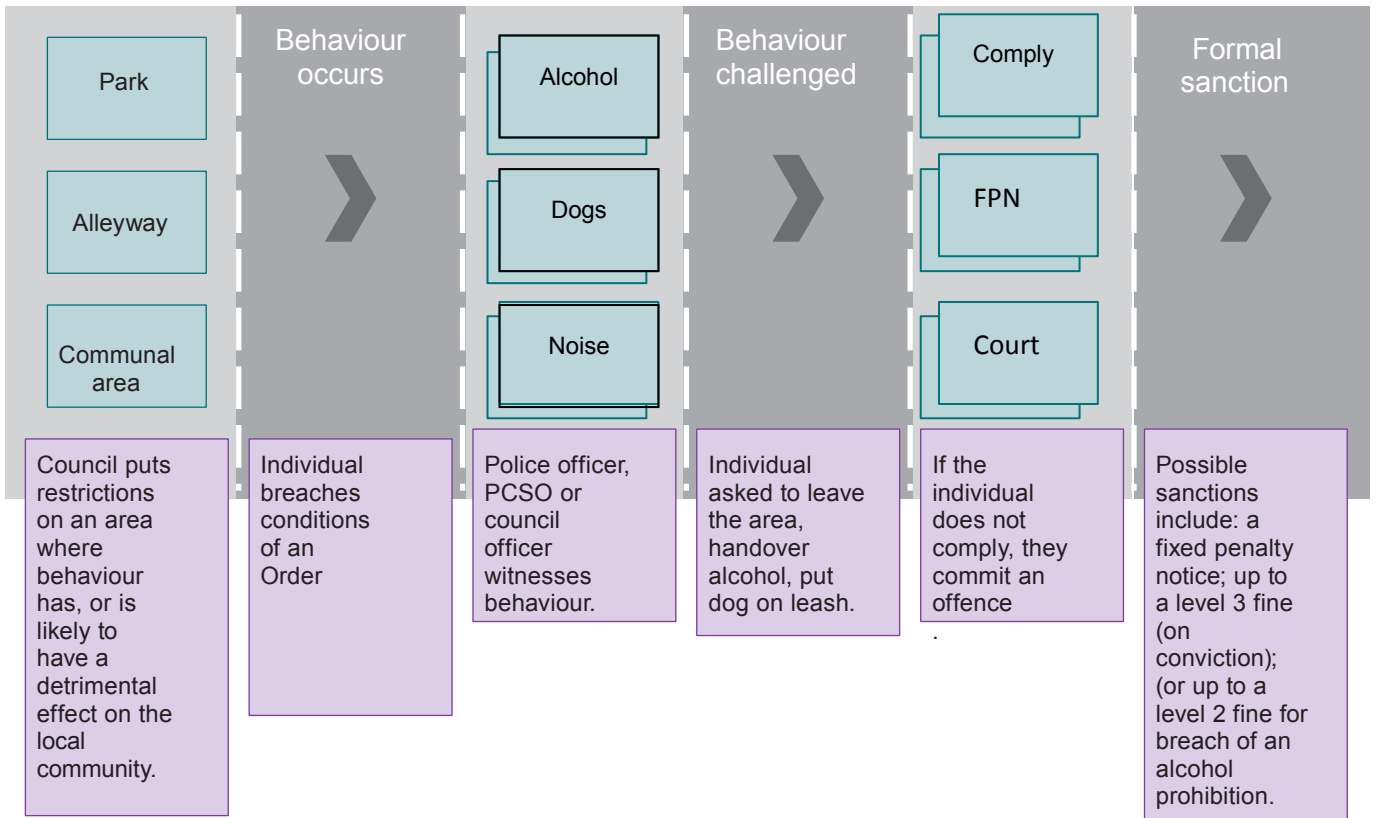 Park
Alleyway
Communal
area
Behaviour
occurs
Alcohol
Dogs
Noise
Behaviour
challenged
Comply
FPN
Court
Formal
sanction
Council puts
restrictions
on an area
where
behaviour
has, or is
likely to
have a
detrimental
effect on the
local
community.
Individual
breaches
conditions
of an
Order
Police officer,
PCSO or
council
officer
witnesses
behaviour.
Individual
asked to leave
the area,
handover
alcohol, put
dog on leash.
If the
individual
does not
comply, they
commit an
offence
.
Possible
sanctions
include: a
fixed penalty
notice; up to
a level 3 fine
(on
conviction);
(or up to a
level 2 fine for
breach of an
alcohol
prohibition.